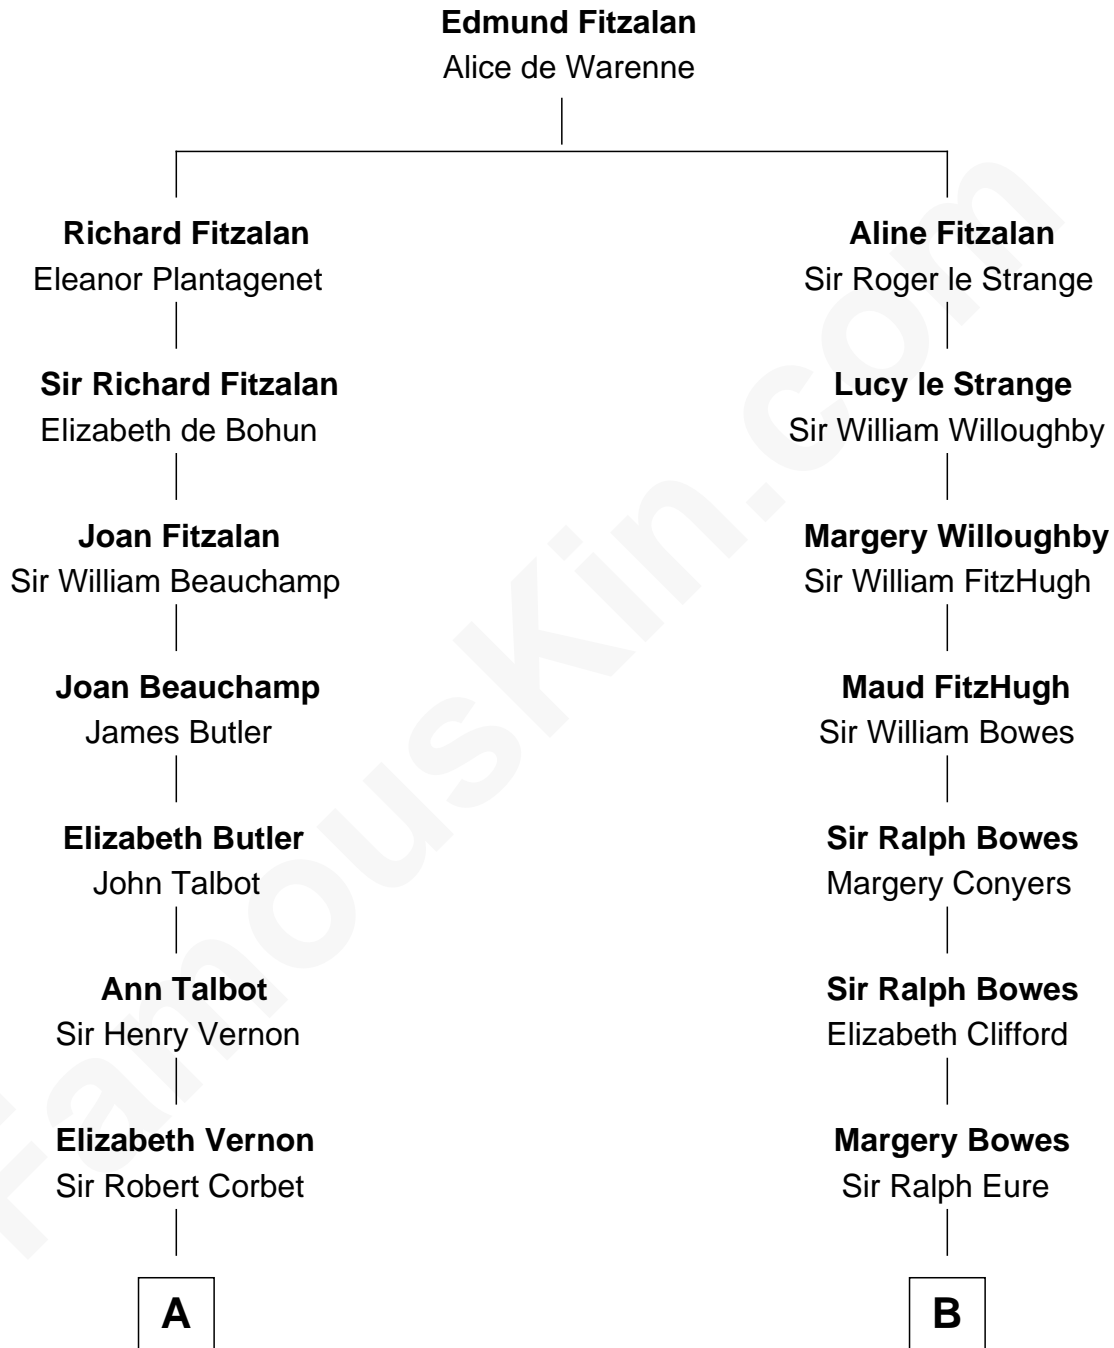 Edmund Fitzalan
Alice de Warenne
Richard Fitzalan
Eleanor Plantagenet
Aline Fitzalan
Sir Roger le Strange
Sir Richard Fitzalan
Elizabeth de Bohun
Lucy le Strange
Sir William Willoughby
Joan Fitzalan
Sir William Beauchamp
Margery Willoughby
Sir William FitzHugh
Joan Beauchamp
James Butler
Maud FitzHugh
Sir William Bowes
Elizabeth Butler
John Talbot
Sir Ralph Bowes
Margery Conyers
Ann Talbot
Sir Henry Vernon
Sir Ralph Bowes
Elizabeth Clifford
Elizabeth Vernon
Sir Robert Corbet
Margery Bowes
Sir Ralph Eure
A
B
FamousKin.com